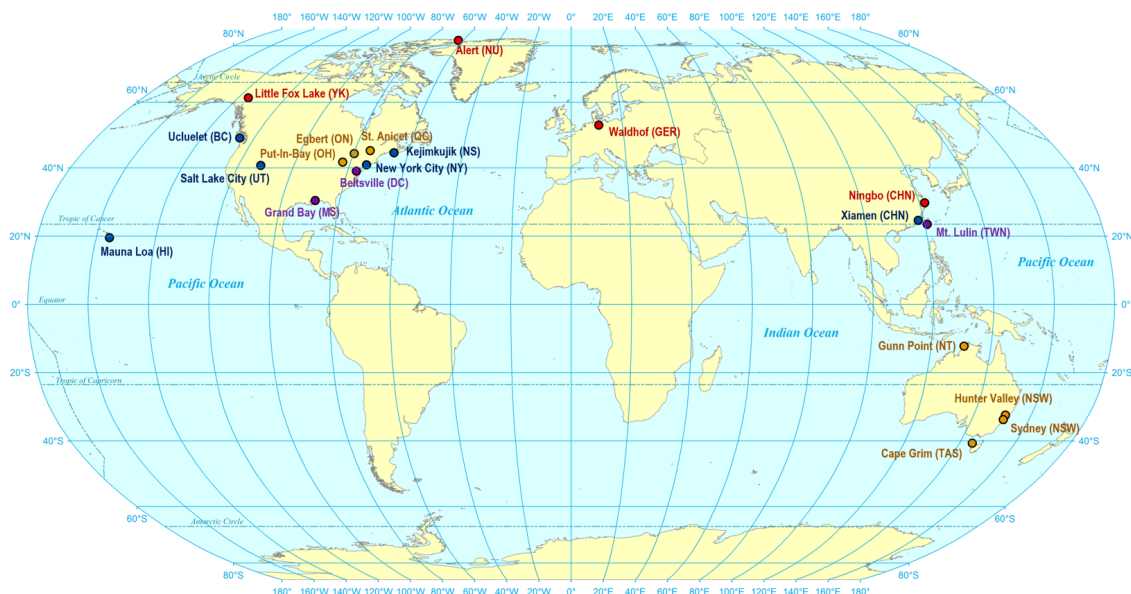 180°W 160°W 140°W 120°W 100°W 80°W 60°W 40°W 20°W 0° 20°E 40°E 60°E 80°E 100°E 120°E 140°E 160°E 180°E
80°N 80°N
Alert (NU)
Arctic Circle
60°N 60°N
Little Fox Lake (YK)
Waldhof (GER)
Ucluelet (BC)
Egbert (ON) St. Anicet (QC)
Put-In-Bay (OH) Kejimkujik (NS)
40°N 40°N
New York City (NY)
Salt Lake City (UT)
Beltsville (DC)
Ningbo (CHN)
Grand Bay (MS)
Atlantic Ocean
Xiamen (CHN)
Tropic of Cancer
Mt. Lulin (TWN)
20°N 20°N
Mauna Loa (HI)
Pacific Ocean
Pacific Ocean
Equator
0° 0°
Indian Ocean
Gunn Point (NT)
20°S 20°S
Tropic of Capricorn
Hunter Valley (NSW)
Sydney (NSW)
40°S 40°S
Cape Grim (TAS)
60°S 60°S
Antarctic Circle
80°S 80°S
180°W 160°W 140°W 120°W 100°W 80°W 60°W 40°W 20°W 0° 20°E 40°E 60°E 80°E 100°E 120°E 140°E 160°E 180°E